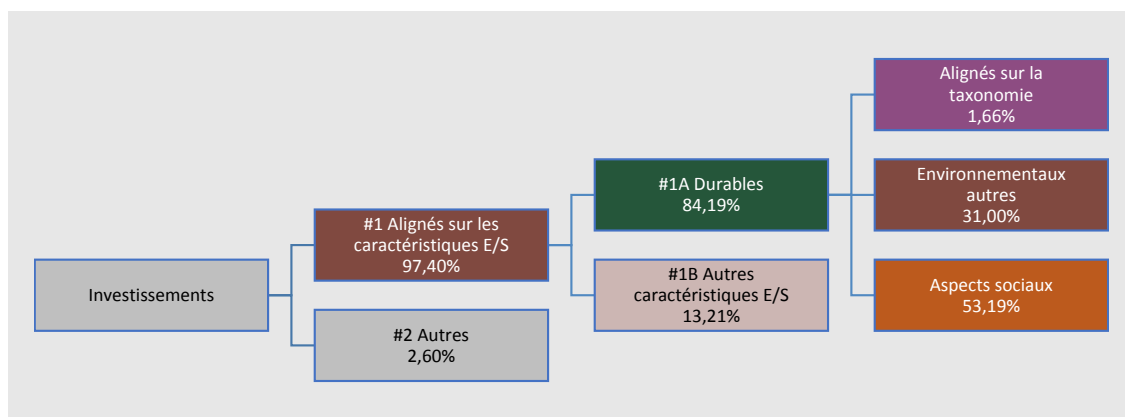 Investissements
#1 Alignés sur les
caractéristiques E/S
97,40%
#2 Autres
2,60%
#1A Durables
84,19%
#1B Autres
caractéristiques E/S
13,21%
Alignés sur la
taxonomie
1,66%
Environnementaux
autres
31,00%
Aspects sociaux
53,19%